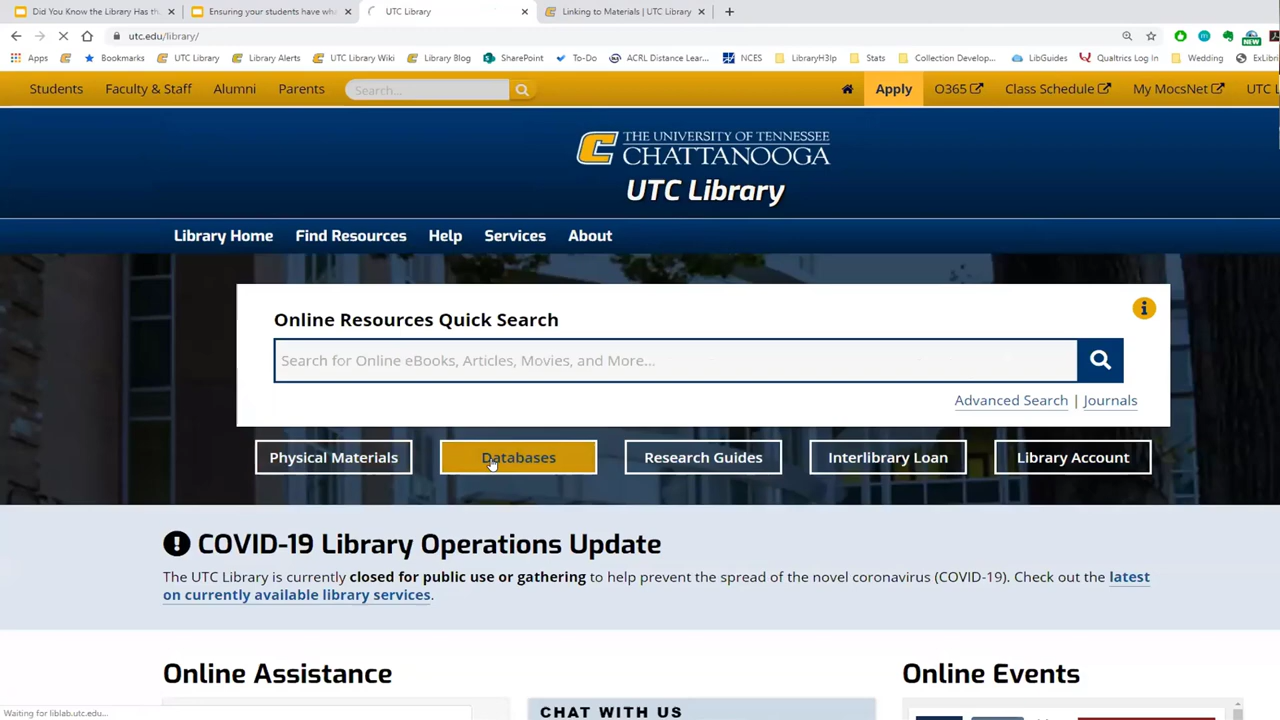 Did You Know the Library Has th
Ensuring your students have wha
UTC Library
Linking to Materials | UTC Library
utc.edu/library/
Apps
Bookmarks
UTC Library
Library Alerts
UTC Library Wiki
Library Blog
SharePoint
To-Do
ACRL Distance Lear...
NCES
LibraryH3lp
Stats
Collection Develop...
LibGuides
Qualtrics Log In
Wedding
ExLibri
NEW
Students
Faculty & Staff
Alumni
Parents
Search...
Apply
O365
Class Schedule
My MocsNet
UTC L
THE UNIVERSITY OF TENNESSEE
CHATTANOOGA
UTC Library
Library Home
Find Resources
Help
Services
About
Online Resources Quick Search
Search for Online eBooks, Articles, Movies, and More...
Advanced Search | Journals
Physical Materials
Databases
Research Guides
Interlibrary Loan
Library Account
COVID-19 Library Operations Update
The UTC Library is currently closed for public use or gathering to help prevent the spread of the novel coronavirus (COVID-19). Check out the latest
on currently available library services.
Online Assistance
Online Events
CHAT WITH US
Waiting for liblab.utc.edu...